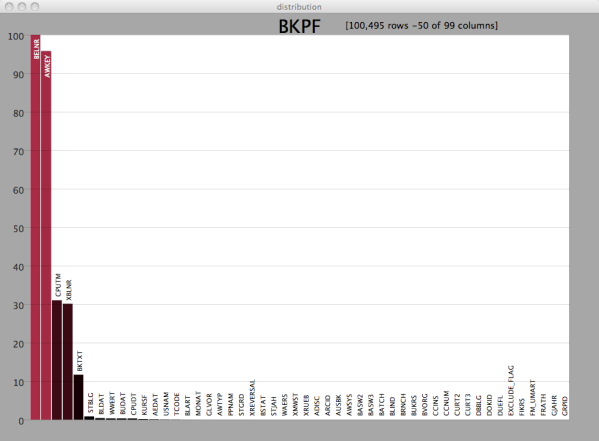 distribution
BKPF [100,495 rows -50 of 99 columns]
100
90
80
70
60
50
40
30
20
10
0
BELNR
AWKEY
CPUTM
XBLNR
BKTXT
STBLG
BLDAT
WWERT
BUDAT
CPUDT
KURSF
AEDAT
USNAM
TCODE
BLART
MONAT
GLVOR
AWTYP
PPNAM
STGRD
XREVERSAL
BSTAT
STJAH
WAERS
XMWST
XRUEB
ADISC
ARCID
AUSBK
AWSYS
BASW2
BASW3
BATCH
BLIND
BRNCH
BUKRS
BVORG
CCINS
CCNUM
CURT2
CURT3
DBBLG
DOKID
DUEFL
EXCLUDE_FLAG
FIKRS
FM_UMART
FRATH
GJAHR
GRPID